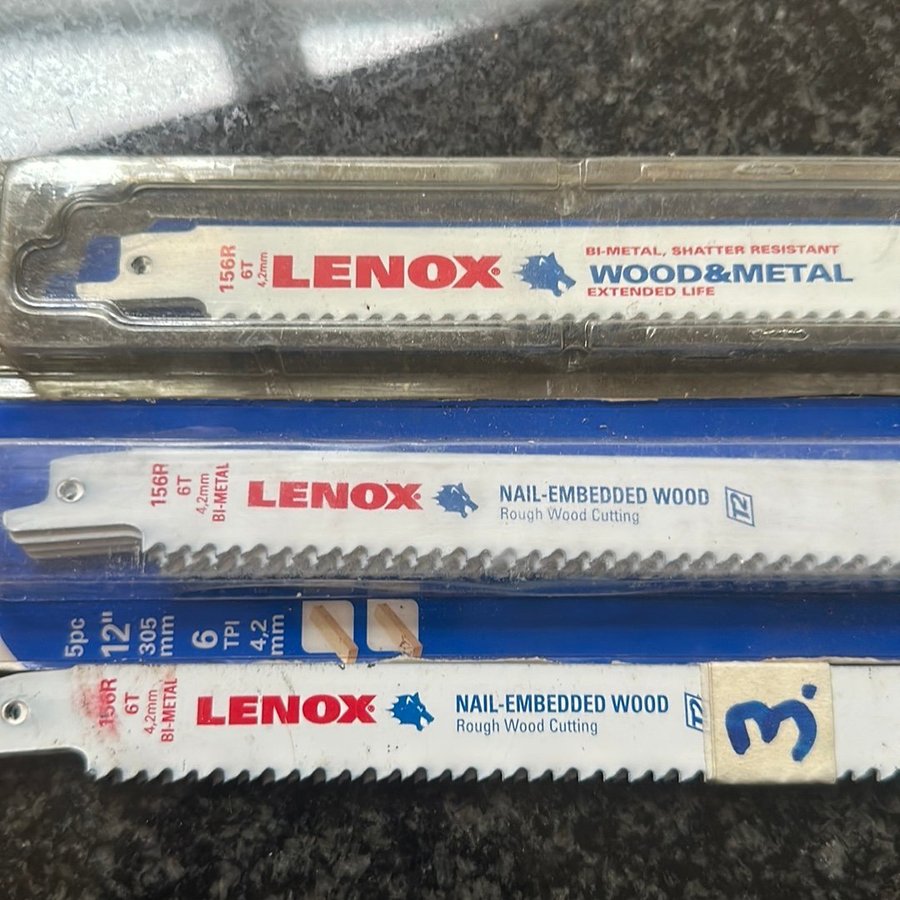 156R
6T
4,2mm
LENOX®
BI-METAL, SHATTER RESISTANT
WOOD&METAL
EXTENDED LIFE
156R
6T
4,2mm
BI-METAL
LENOX®
NAIL-EMBEDDED WOOD
Rough Wood Cutting
T2
5pc
12"
305
mm
6
TPI
4,2
mm
156R
6T
4,2mm
BI-METAL
LENOX®
NAIL-EMBEDDED WOOD
Rough Wood Cutting
T2
3.